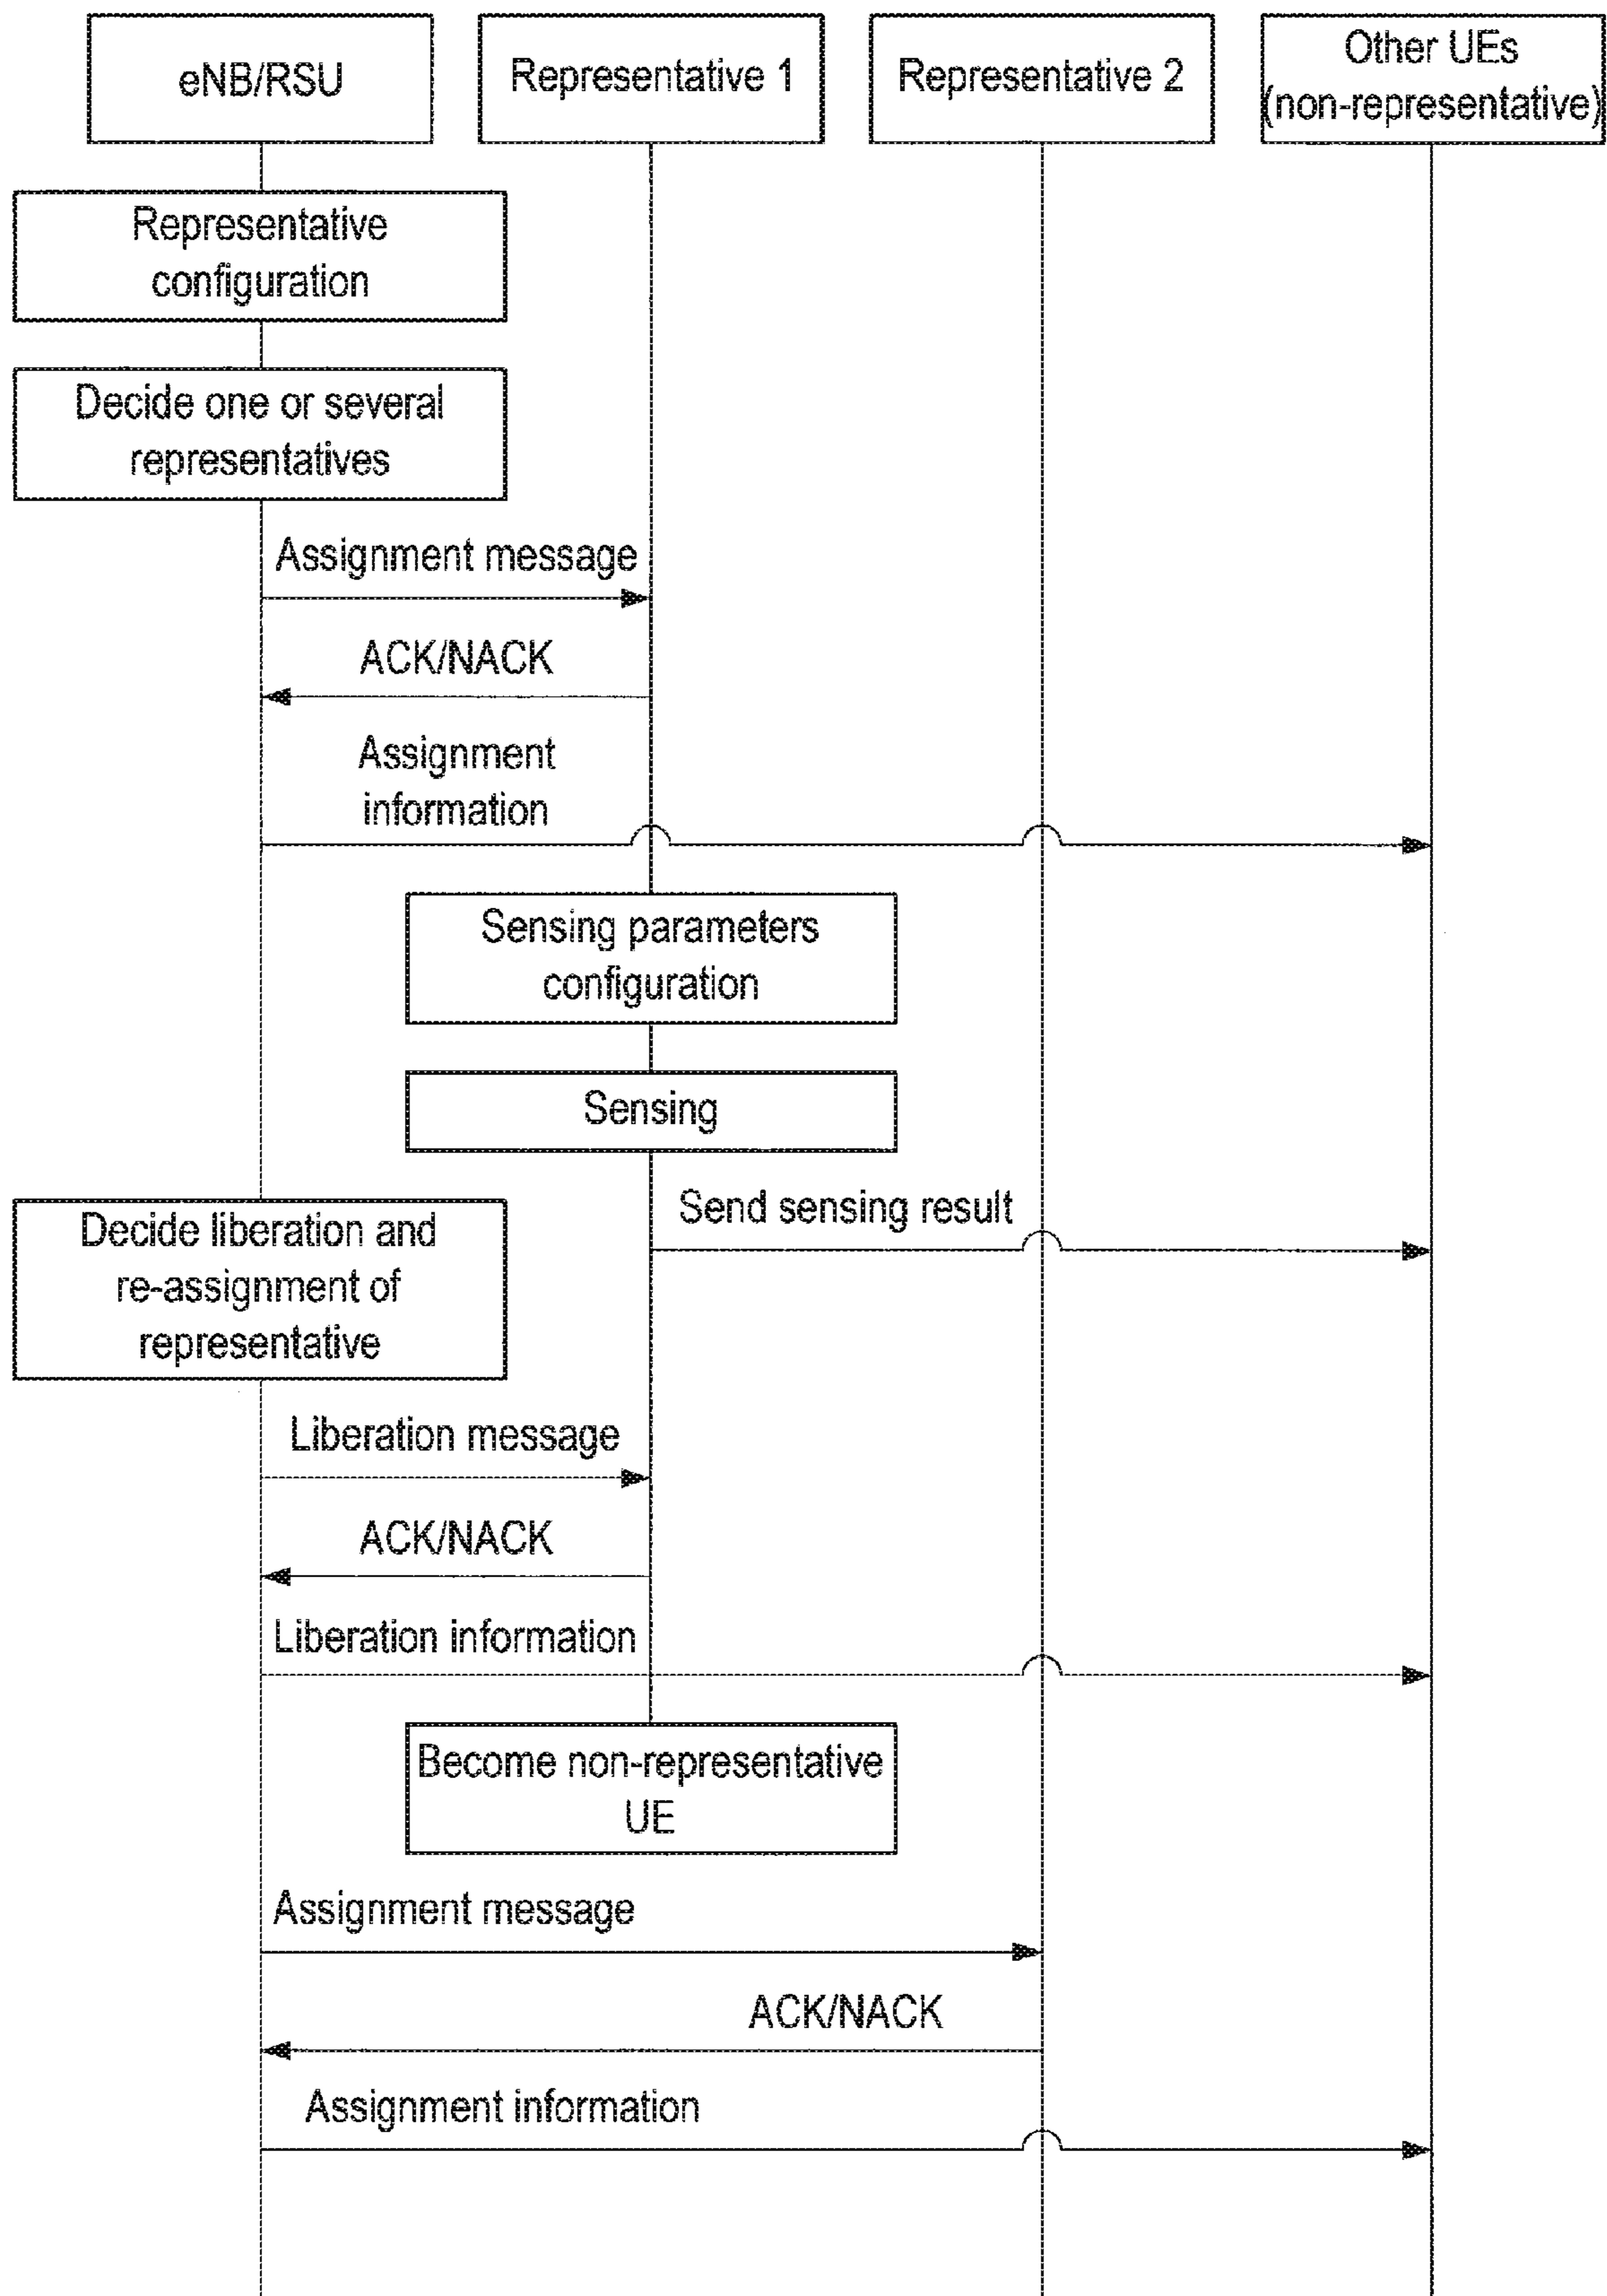 eNB/RSU
Representative 1
Representative 2
Other UEs
(non-representative)
Representative
configuration
Decide one or several
representatives
Assignment message
ACK/NACK
Assignment
information
Sensing parameters
configuration
Sensing
Send sensing result
Decide liberation and
re-assignment of
representative
Liberation message
ACK/NACK
Liberation information
Become non-representative
UE
Assignment message
ACK/NACK
Assignment information